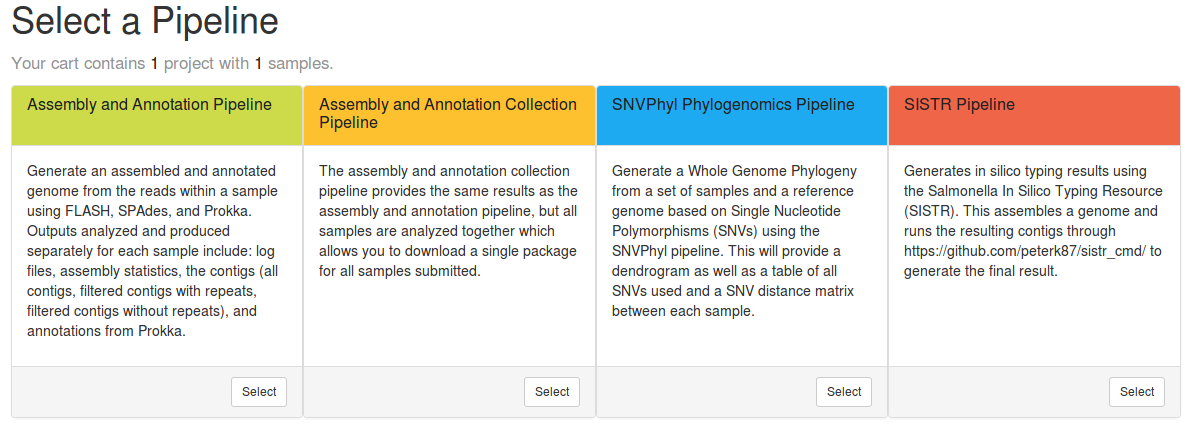 Select a Pipeline
Your cart contains 1 project with 1 samples.
Assembly and Annotation Pipeline
Generate an assembled and annotated
genome from the reads within a sample
using FLASH, SPAdes, and Prokka.
Outputs analyzed and produced
separately for each sample include: log
files, assembly statistics, the contigs (all
contigs, filtered contigs with repeats,
filtered contigs without repeats), and
annotations from Prokka.
Select
Assembly and Annotation Collection
Pipeline
The assembly and annotation collection
pipeline provides the same results as the
assembly and annotation pipeline, but all
samples are analyzed together which
allows you to download a single package
for all samples submitted.
Select
SNVPhyl Phylogenomics Pipeline
Generate a Whole Genome Phylogeny
from a set of samples and a reference
genome based on Single Nucleotide
Polymorphisms (SNVs) using the
SNVPhyl pipeline. This will provide a
dendrogram as well as a table of all
SNVs used and a SNV distance matrix
between each sample.
Select
SISTR Pipeline
Generates in silico typing results using
the Salmonella In Silico Typing Resource
(SISTR). This assembles a genome and
runs the resulting contigs through
https://github.com/peterk87/sistr_cmd/ to
generate the final result.
Select